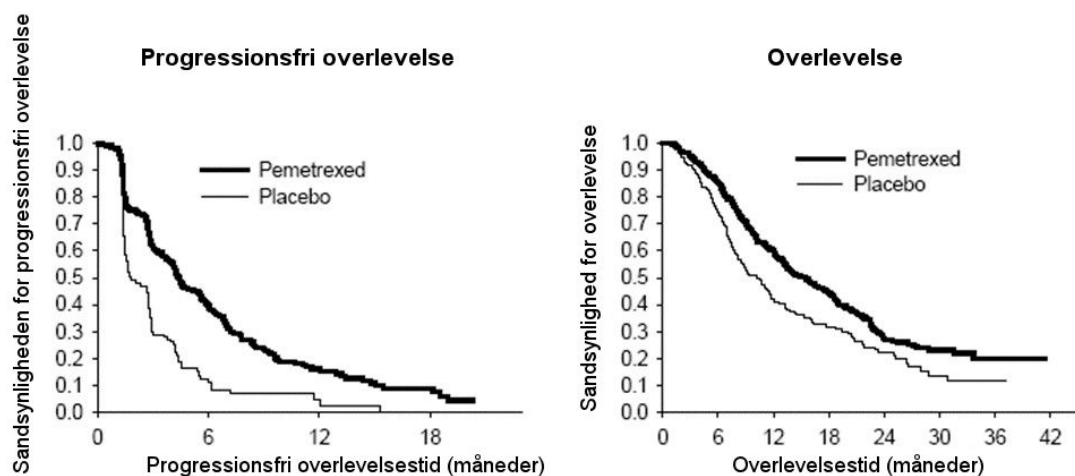 Progressionsfri overlevelse
Sandsynligheden for progressionsfri overlevelse
1.0
0.9
0.8
0.7
0.6
0.5
0.4
0.3
0.2
0.1
0.0
Pemetrexed
Placebo
0 6 12 18
Progressionsfri overlevelsestid (måneder)
Overlevelse
Sandsynlighed for overlevelse
1.0
0.9
0.8
0.7
0.6
0.5
0.4
0.3
0.2
0.1
0.0
Pemetrexed
Placebo
0 6 12 18 24 30 36 42
Overlevelsestid (måneder)